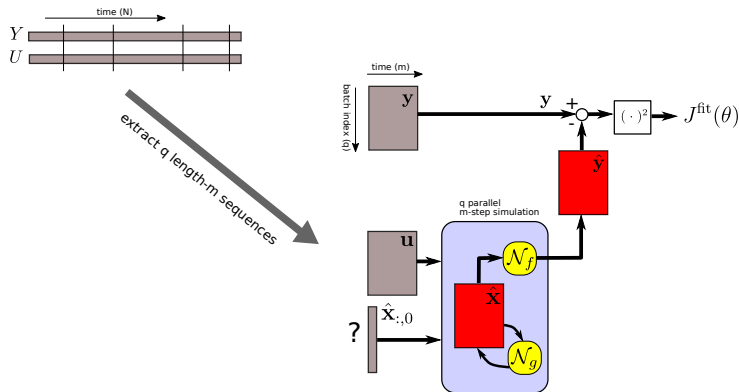 time (N)
Y
U
extract q length-m sequences
time (m)
batch index (q)
y
y
+
-
(·)²
J^fit(θ)
ŷ
q parallel
m-step simulation
u
𝒩_f
x̂
x̂_{:,0}
?
𝒩_g